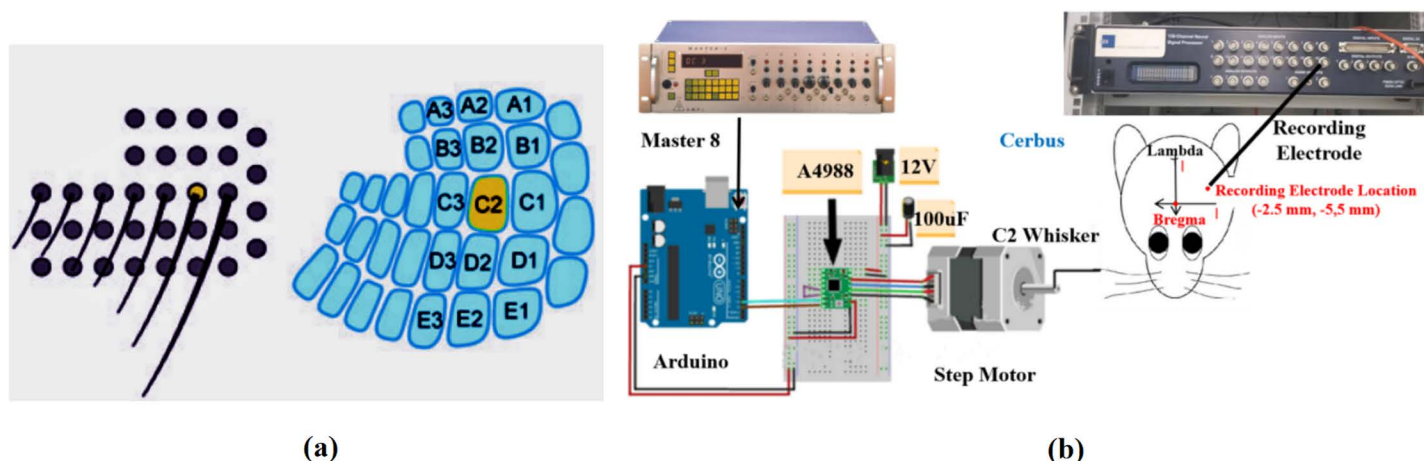 A3 A2 A1
B3 B2 B1
C3 C2 C1
D3 D2 D1
E3 E2 E1
(a)
Master 8
Cerbus
Recording
Electrode
Lambda
Recording Electrode Location
(-2.5 mm, -5,5 mm)
Bregma
A4988
12V
100uF
C2 Whisker
Arduino
Step Motor
(b)